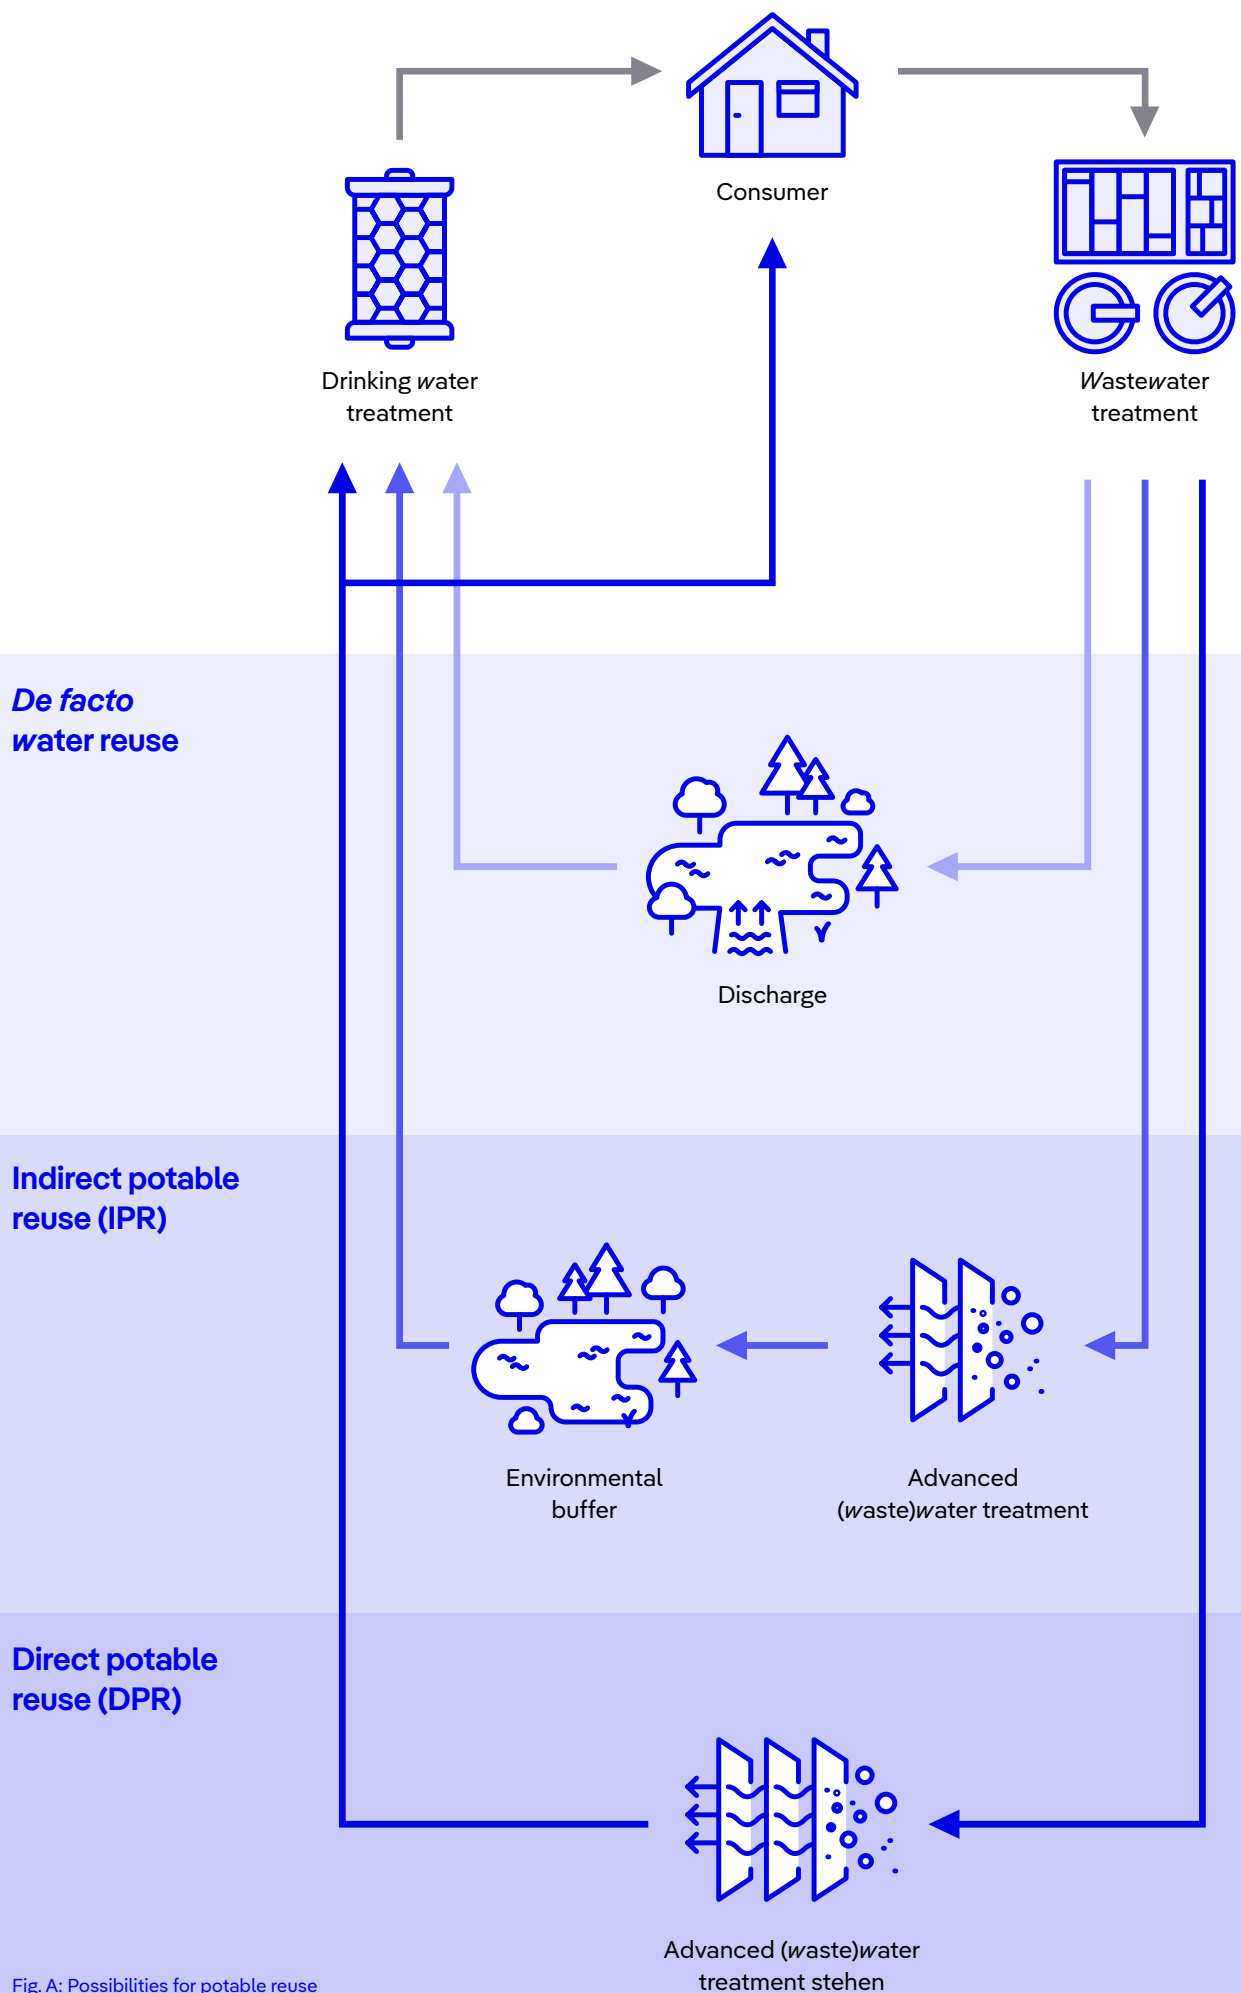 Consumer
Drinking water
treatment
Wastewater
treatment
De facto
water reuse
Discharge
Indirect potable
reuse (IPR)
Environmental
buffer
Advanced
(waste)water treatment
Direct potable
reuse (DPR)
Advanced (waste)water
treatment stehen
Fig. A: Possibilities for potable reuse